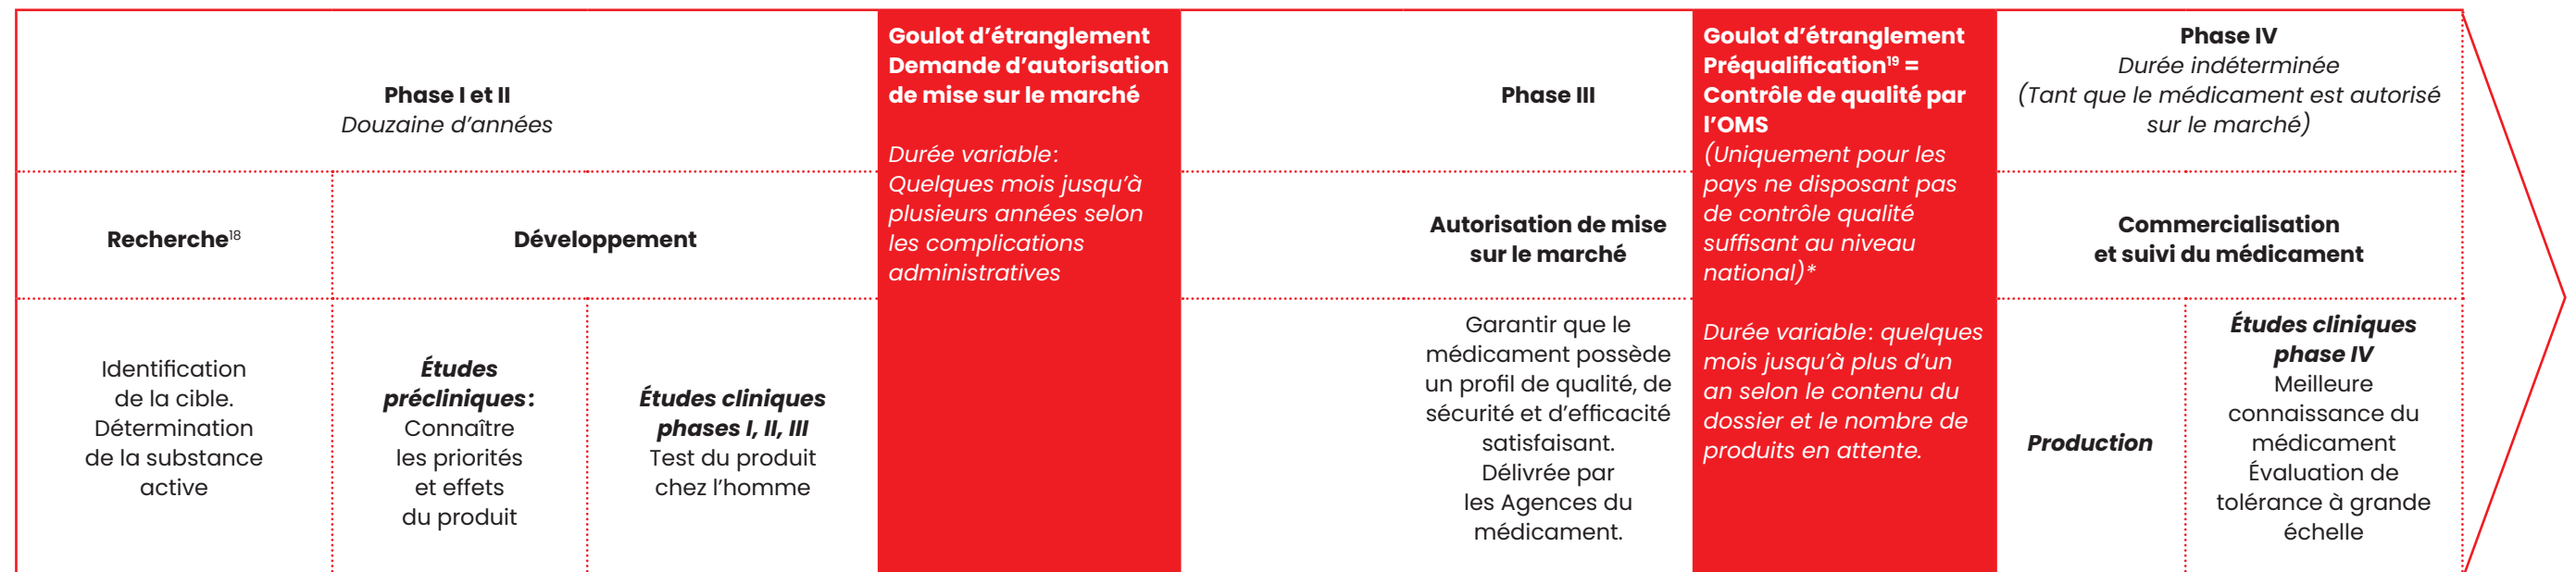 Phase I et II
Douzaine d’années
Recherche¹⁸
Développement
Identification
de la cible.
Détermination
de la substance
active
Études
précliniques :
Connaître
les priorités
et effets
du produit
Études cliniques
phases I, II, III
Test du produit
chez l’homme
Goulot d’étranglement
Demande d’autorisation
de mise sur le marché
Durée variable :
Quelques mois jusqu’à
plusieurs années selon
les complications
administratives
Phase III
Autorisation de mise
sur le marché
Garantir que le
médicament possède
un profil de qualité, de
sécurité et d’efficacité
satisfaisant.
Délivrée par
les Agences du
médicament.
Goulot d’étranglement
Préqualification¹⁹ =
Contrôle de qualité par
l’OMS
(Uniquement pour les
pays ne disposant pas
de contrôle qualité
suffisant au niveau
national)*
Durée variable : quelques
mois jusqu’à plus d’un
an selon le contenu du
dossier et le nombre de
produits en attente.
Phase IV
Durée indéterminée
(Tant que le médicament est autorisé
sur le marché)
Commercialisation
et suivi du médicament
Production
Études cliniques
phase IV
Meilleure
connaissance du
médicament
Évaluation de
tolérance à grande
échelle